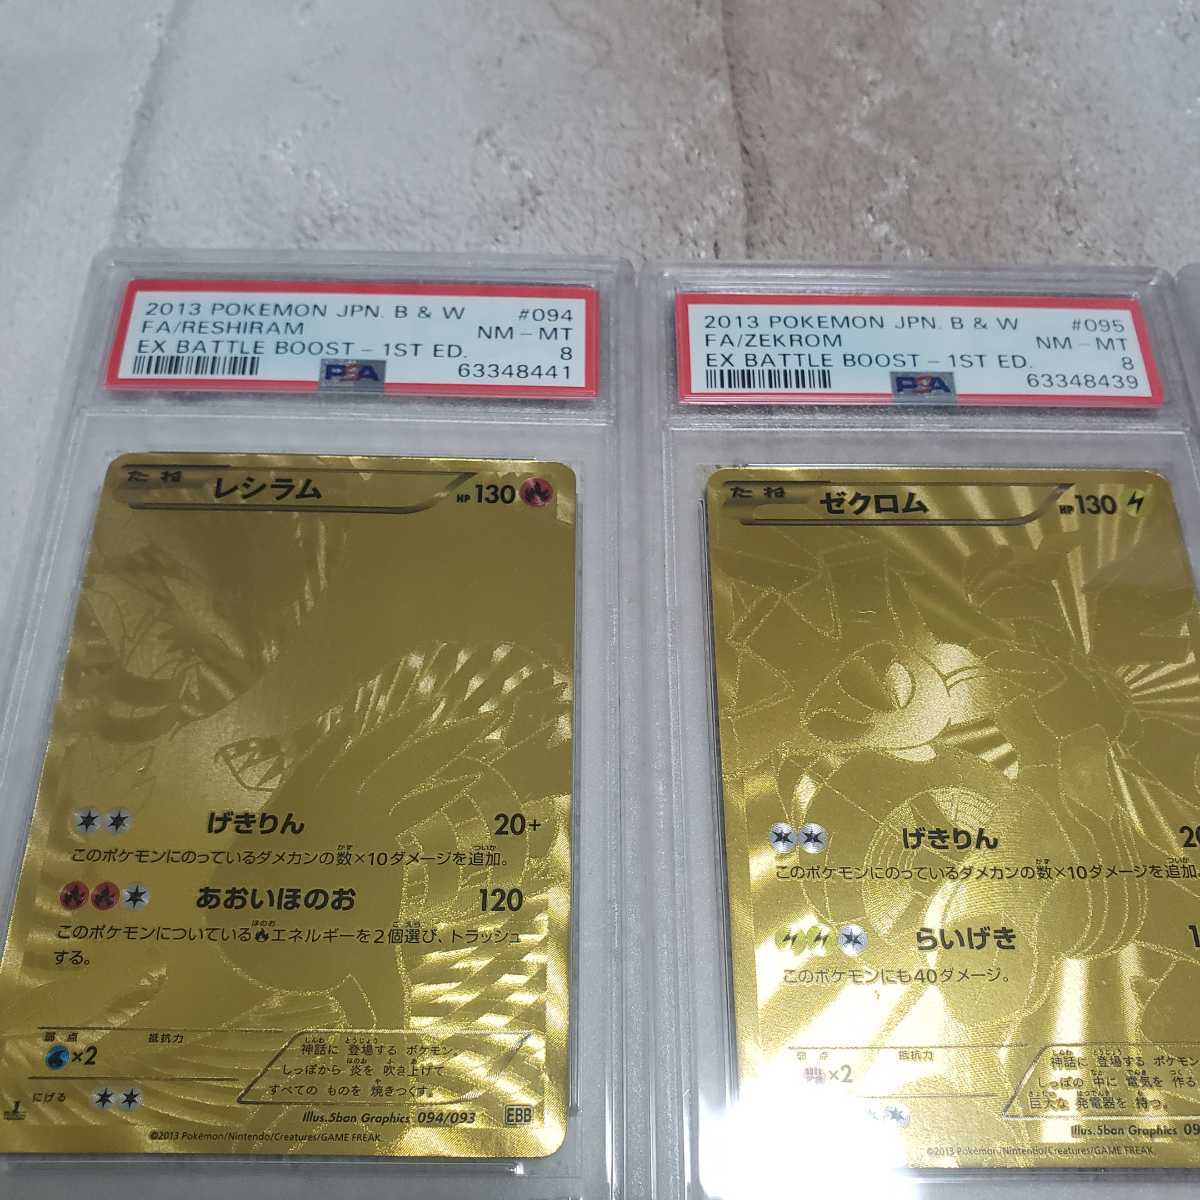 2013 POKEMON JPN. B & W #094
FA/RESHIRAM NM - MT
EX BATTLE BOOST - 1ST ED. 8
PSA 63348441
たね レシラム HP130
げきりん 20+
このポケモンにのっているダメカンの数×10ダメージを追加。
あおいほのお 120
このポケモンについているエネルギーを2個選び、トラッシュ
する。
弱点 抵抗力
×2
にげる
神話に 登場する ポケモン。
しっぽから 炎を 吹き上げて
すべての ものを 焼きつくす。
Illus.5ban Graphics 094/093 EBB
©2013 Pokémon/Nintendo/Creatures/GAME FREAK.
2013 POKEMON JPN. B & W #095
FA/ZEKROM NM - MT
EX BATTLE BOOST - 1ST ED. 8
PSA 63348439
たね ゼクロム HP130
げきりん 20
このポケモンにのっているダメカンの数×10ダメージを追加
らいげき 1
このポケモンにも40ダメージ。
弱点 抵抗力
×2
神話に 登場する ポケモン
しっぽの 中に 電気を 作る
巨大な 発電器を 持つ。
Illus.5ban Graphics 09
©2013 Pokémon/Nintendo/Creatures/GAME FREAK.